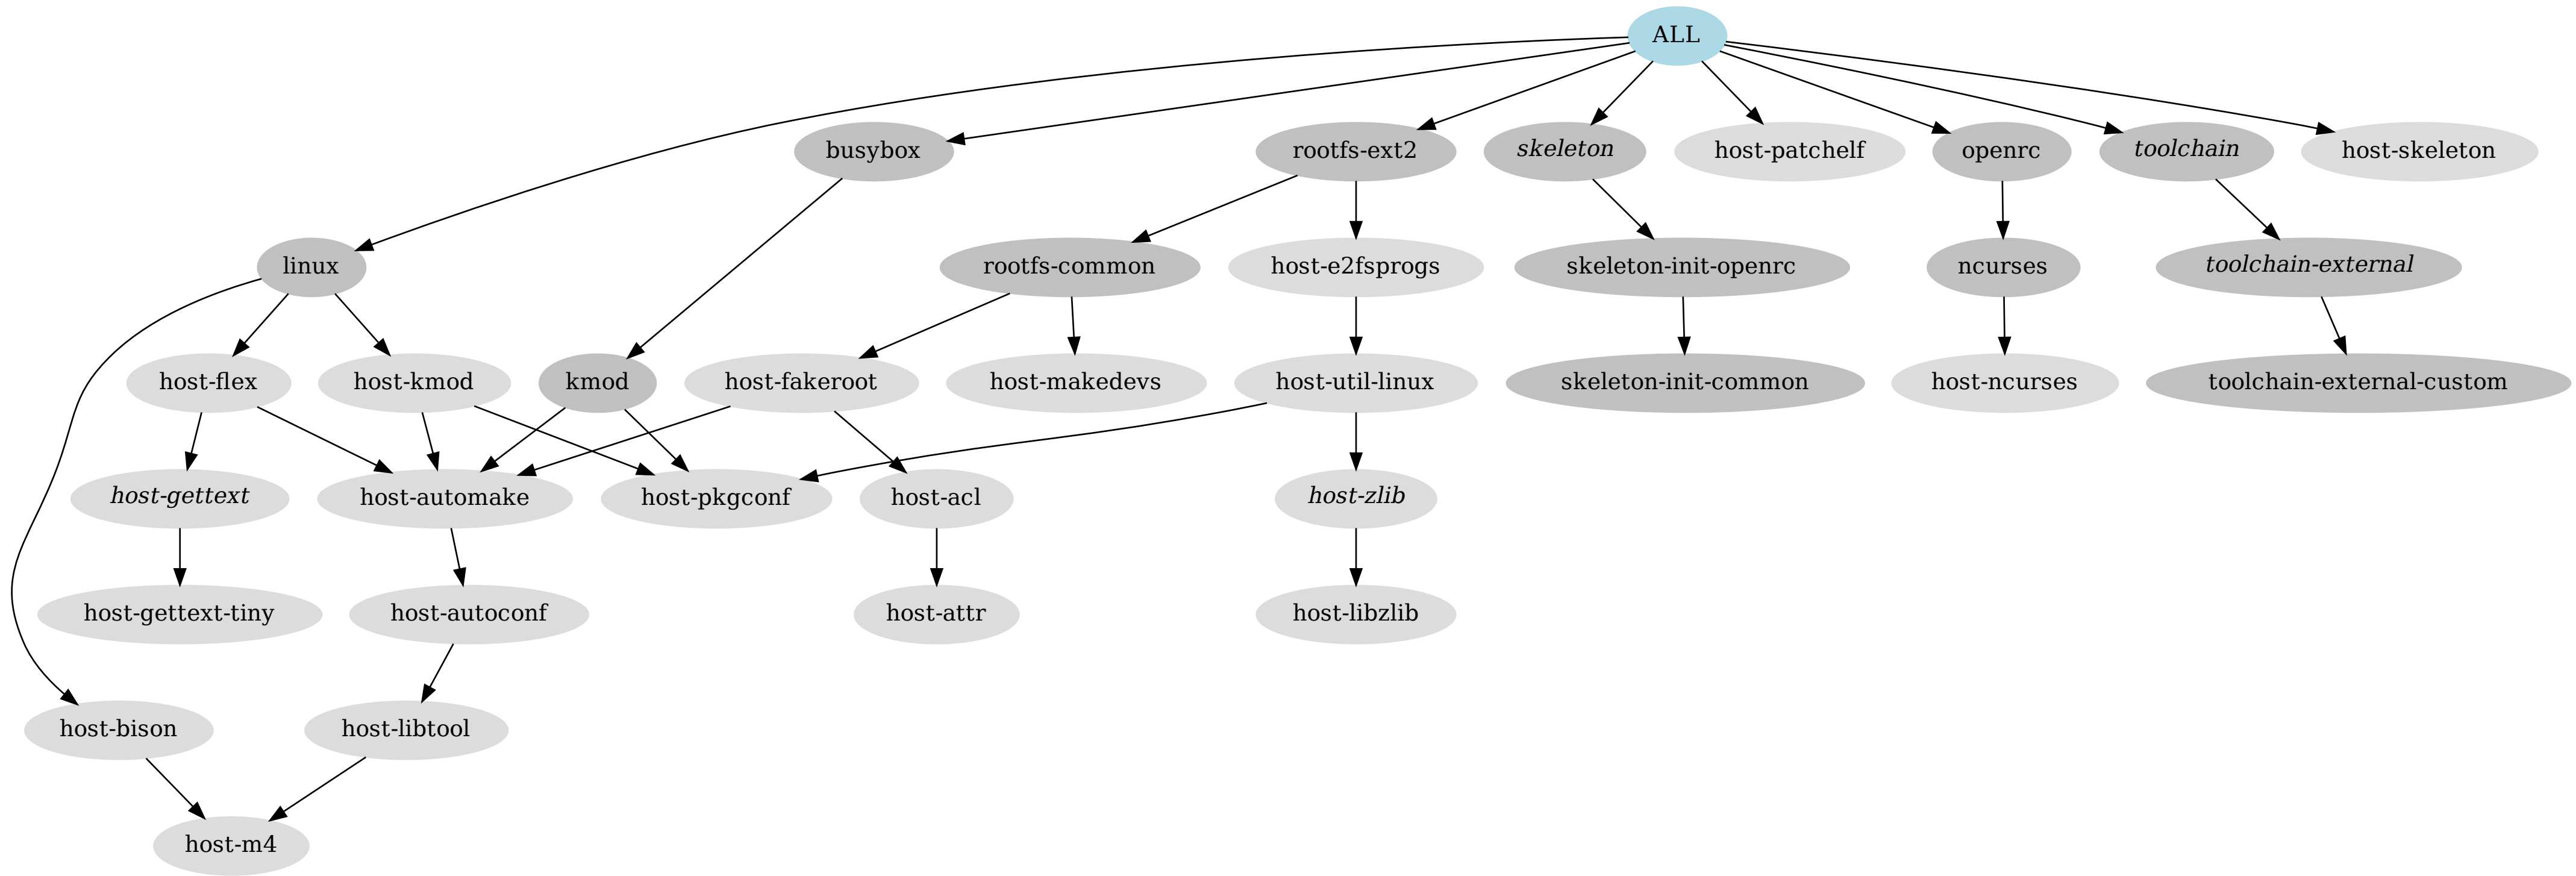 ALL
busybox
rootfs-ext2
skeleton
host-patchelf
openrc
toolchain
host-skeleton
linux
rootfs-common
host-e2fsprogs
skeleton-init-openrc
ncurses
toolchain-external
host-flex
host-kmod
kmod
host-fakeroot
host-makedevs
host-util-linux
skeleton-init-common
host-ncurses
toolchain-external-custom
host-gettext
host-automake
host-pkgconf
host-acl
host-zlib
host-gettext-tiny
host-autoconf
host-attr
host-libzlib
host-bison
host-libtool
host-m4